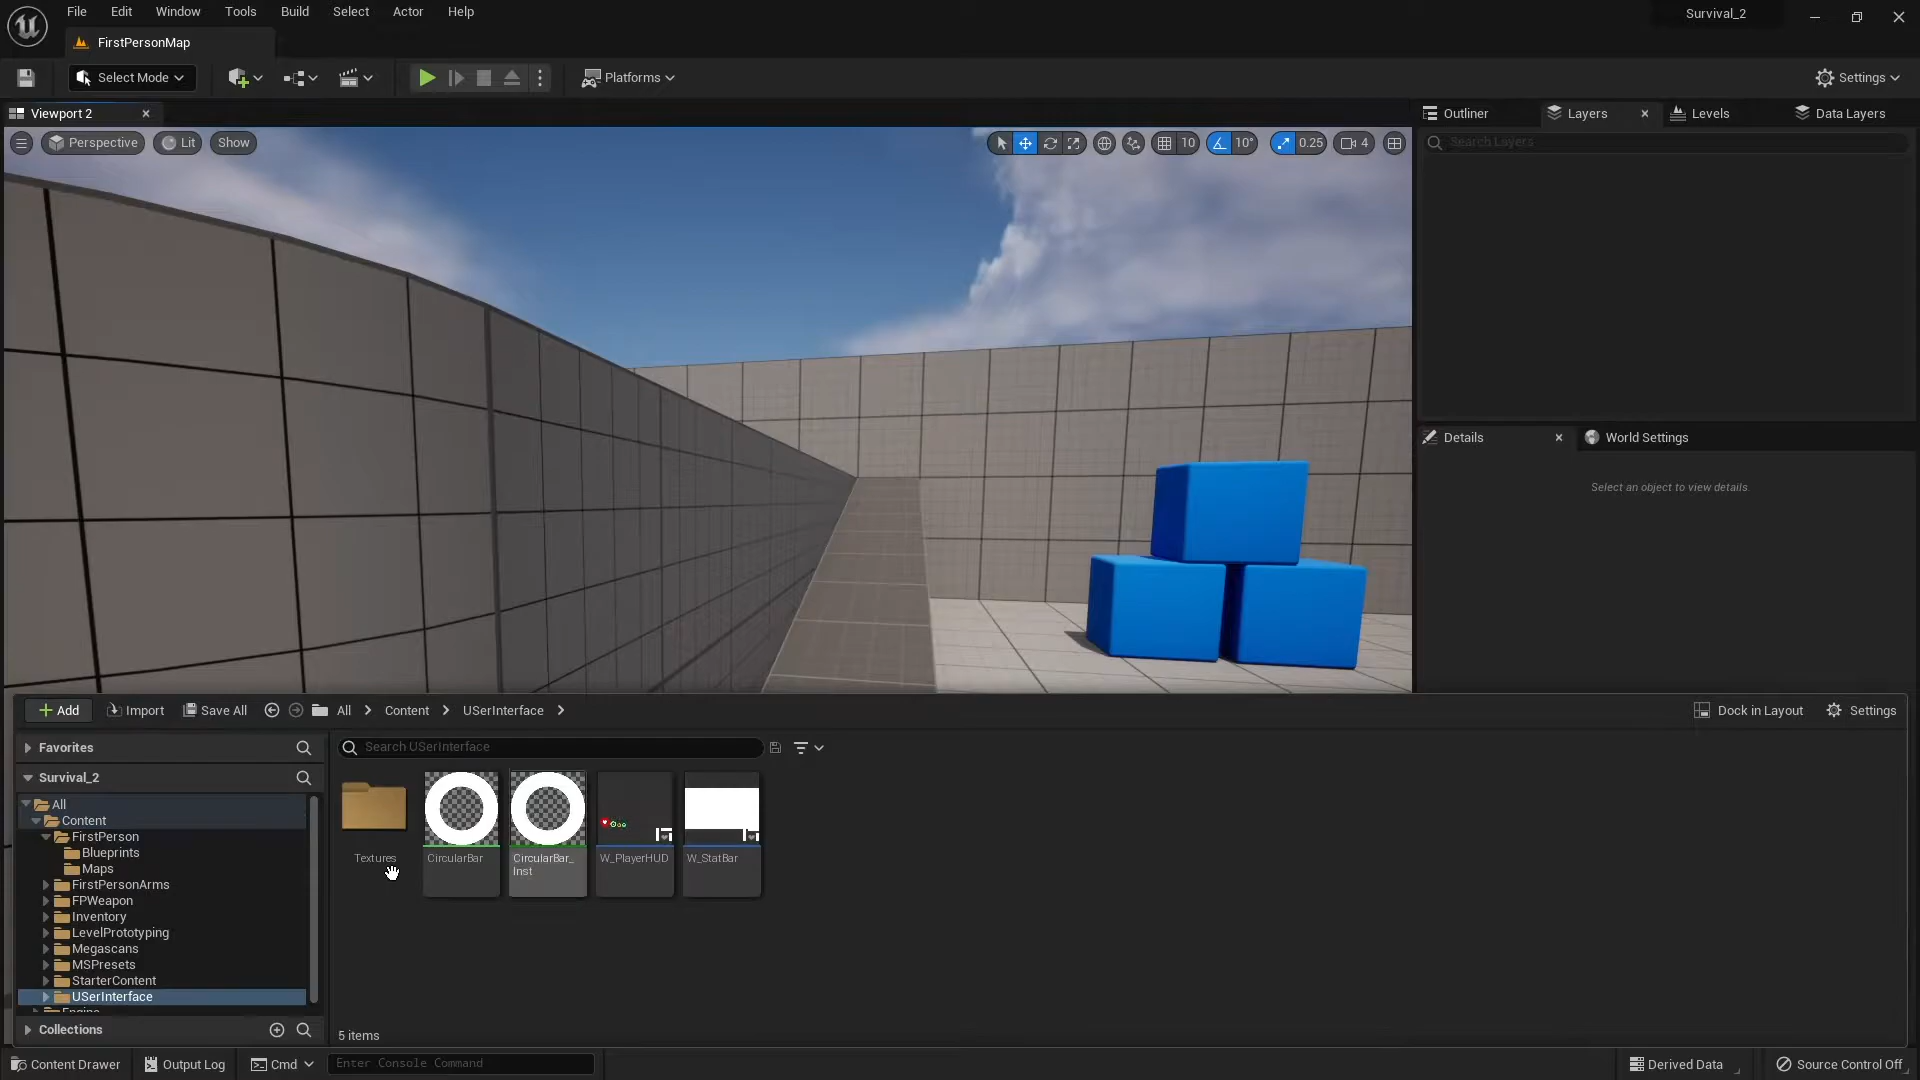 File Edit Window Tools Build Select Actor Help Survival_2
FirstPersonMap
Select Mode Platforms Settings
Viewport 2 Outliner Layers Levels Data Layers
Perspective Lit Show 10 10° 0.25 4 Search Layers
Details World Settings
Select an object to view details.
Add Import Save All All Content USerInterface Dock in Layout Settings
Favorites Search USerInterface
Survival_2
All
Content
FirstPerson
Blueprints
Maps
FirstPersonArms
FPWeapon
Inventory
LevelPrototyping
Megascans
MSPresets
StarterContent
USerInterface
Engine
Textures CircularBar CircularBar_ W_PlayerHUD W_StatBar
Inst
Collections 5 items
Content Drawer Output Log Cmd Enter Console Command Derived Data Source Control Off